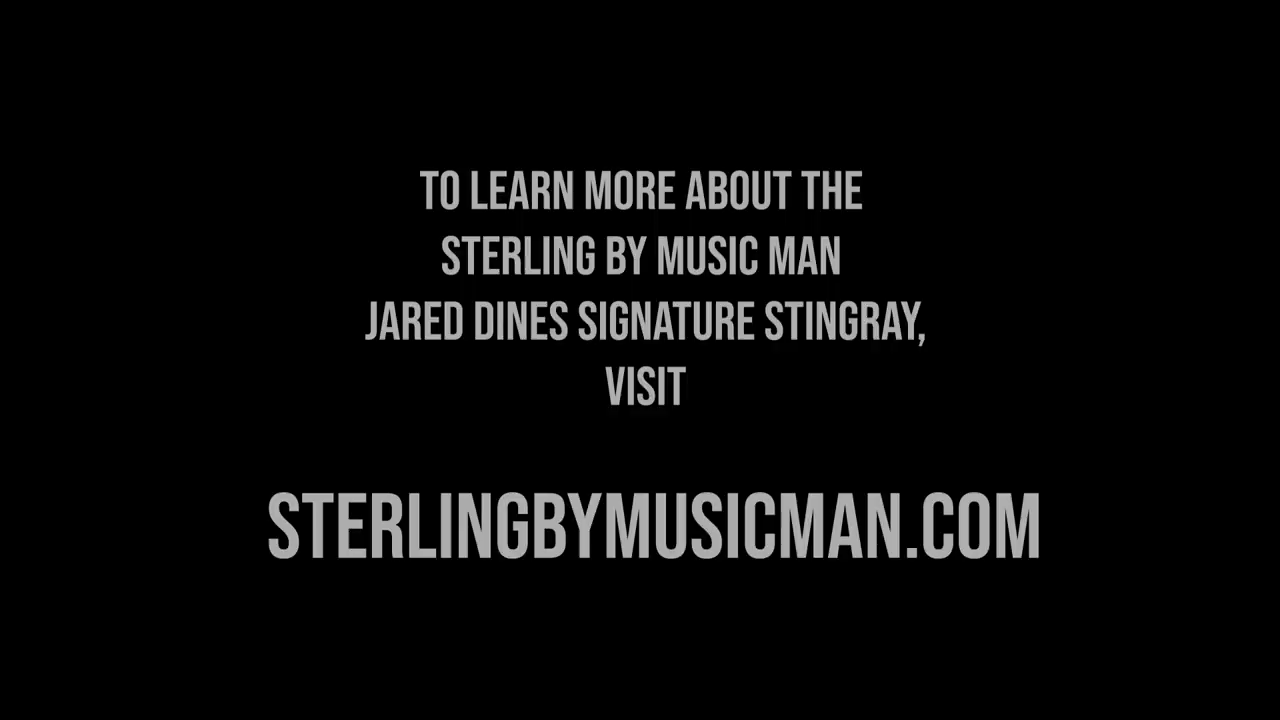 TO LEARN MORE ABOUT THE
STERLING BY MUSIC MAN
JARED DINES SIGNATURE STINGRAY,
VISIT
STERLINGBYMUSICMAN.COM